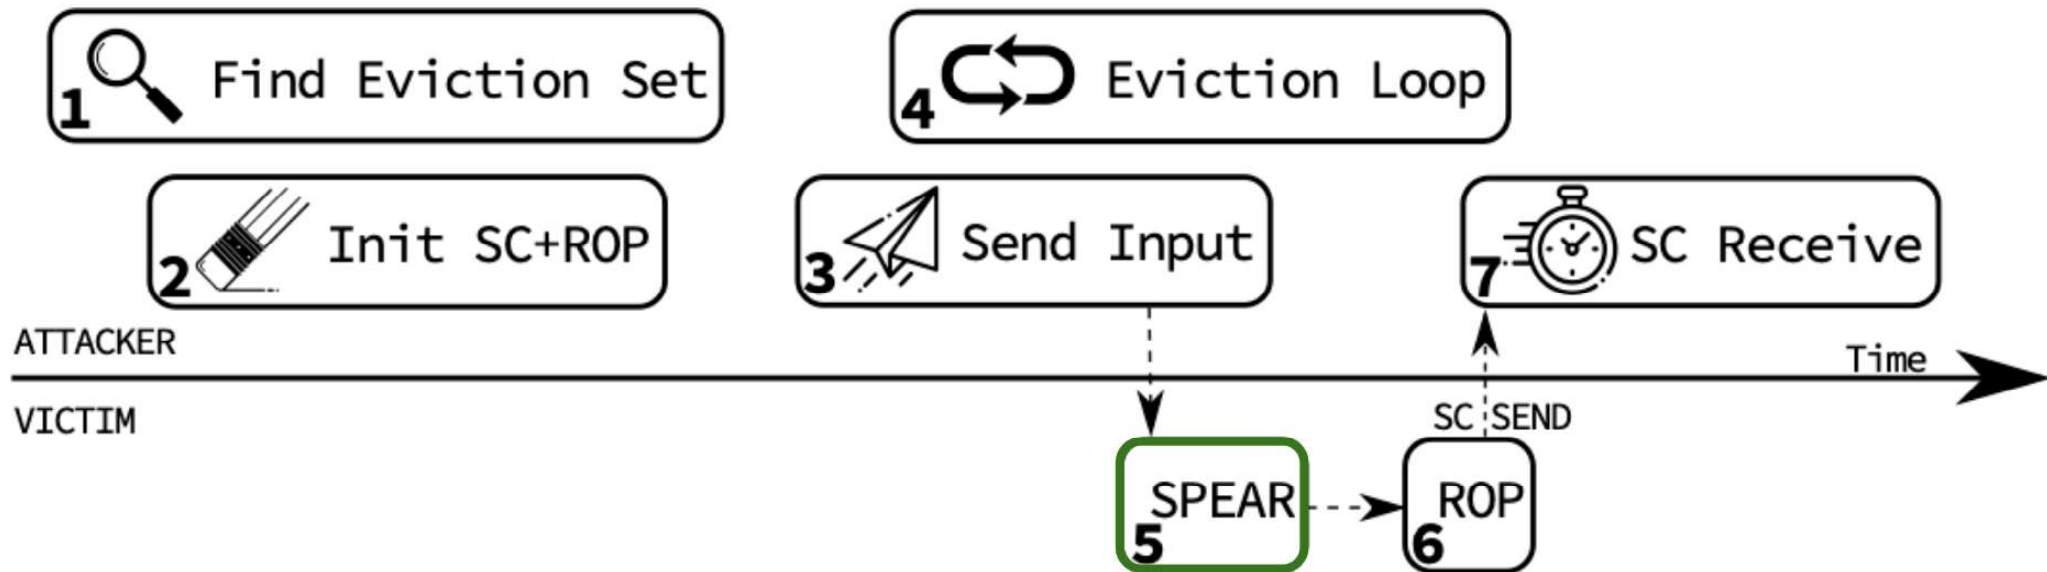 1 Find Eviction Set
4 Eviction Loop
2 Init SC+ROP
3 Send Input
7 SC Receive
ATTACKER
Time
VICTIM
SC SEND
5 SPEAR
6 ROP